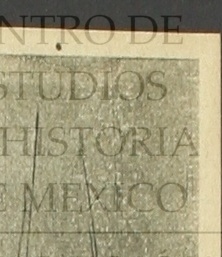 NTRO DE
STUDIOS
HISTORIA
E MEXICO